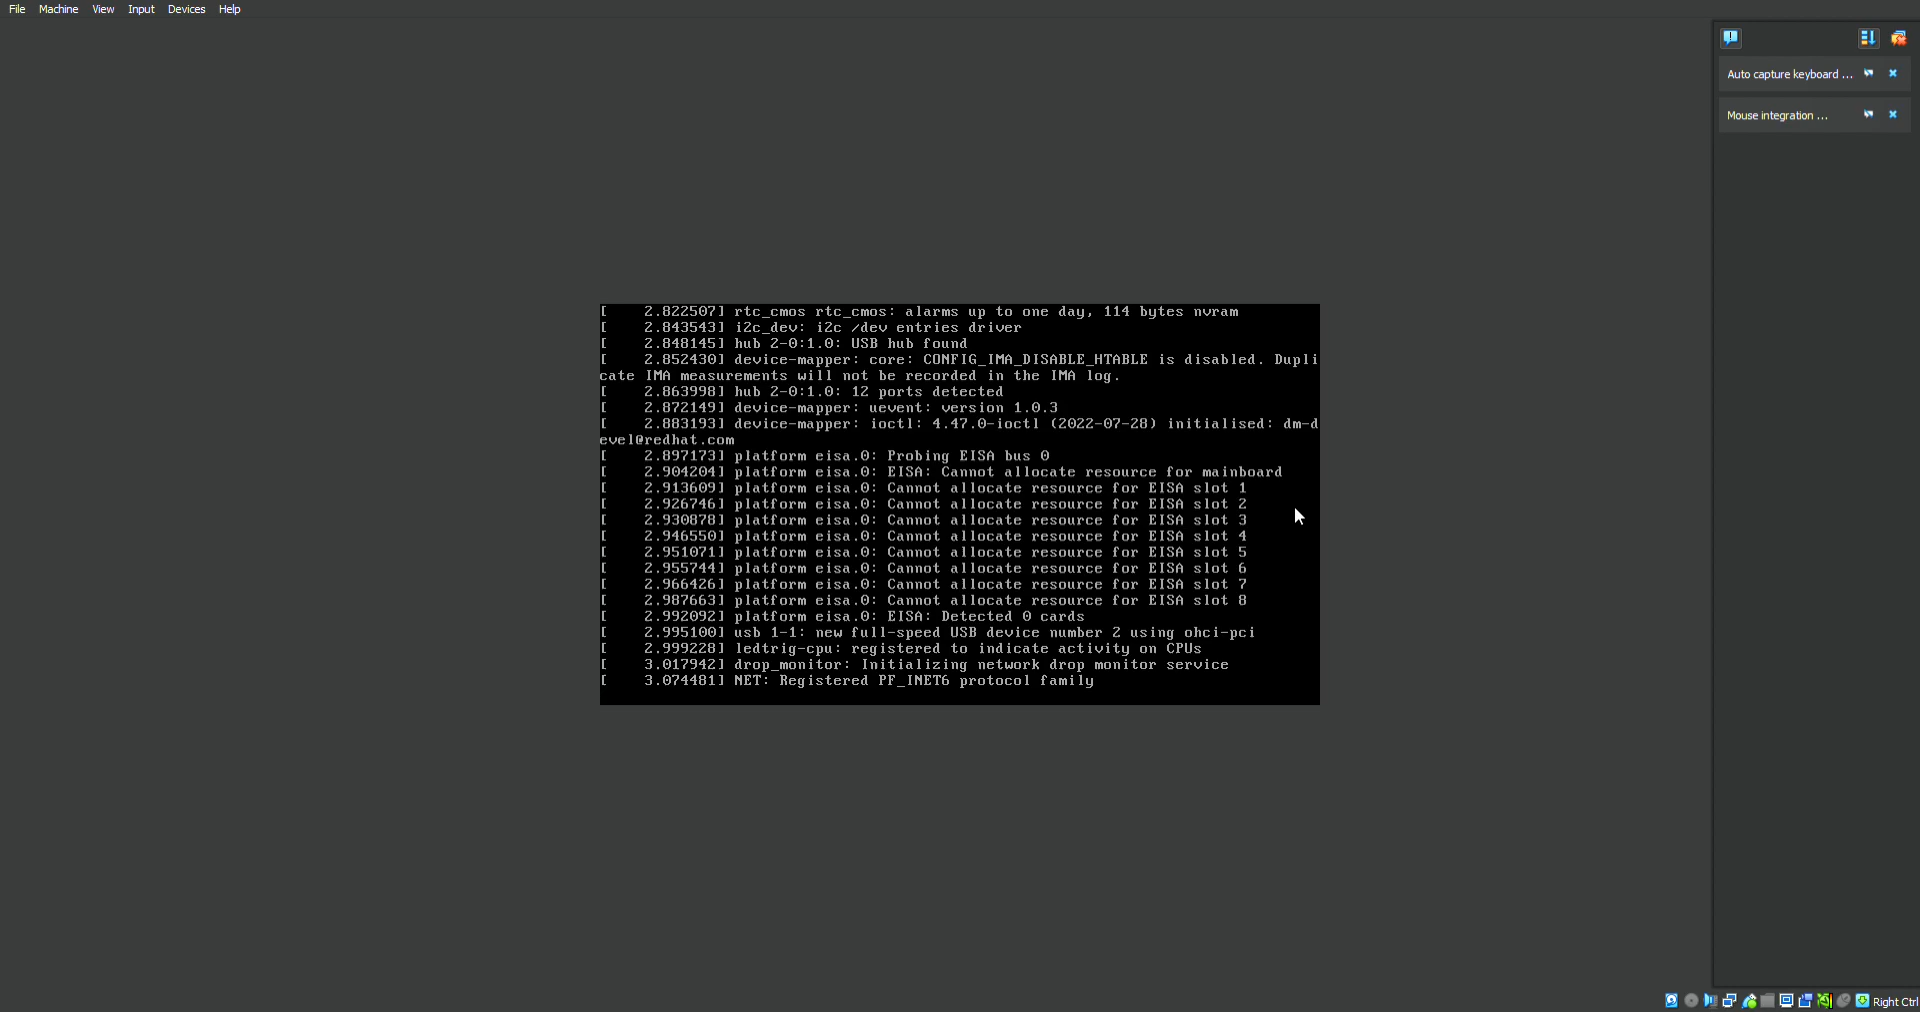 File Machine View Input Devices Help
Auto capture keyboard ...
Mouse integration ...
[    2.822507] rtc_cmos rtc_cmos: alarms up to one day, 114 bytes nvram
[    2.843543] i2c_dev: i2c /dev entries driver
[    2.848145] hub 2-0:1.0: USB hub found
[    2.852430] device-mapper: core: CONFIG_IMA_DISABLE_HTABLE is disabled. Dupli
cate IMA measurements will not be recorded in the IMA log.
[    2.863998] hub 2-0:1.0: 12 ports detected
[    2.872149] device-mapper: uevent: version 1.0.3
[    2.883193] device-mapper: ioctl: 4.47.0-ioctl (2022-07-28) initialised: dm-d
evel@redhat.com
[    2.897173] platform eisa.0: Probing EISA bus 0
[    2.904204] platform eisa.0: EISA: Cannot allocate resource for mainboard
[    2.913609] platform eisa.0: Cannot allocate resource for EISA slot 1
[    2.926746] platform eisa.0: Cannot allocate resource for EISA slot 2
[    2.930878] platform eisa.0: Cannot allocate resource for EISA slot 3
[    2.946550] platform eisa.0: Cannot allocate resource for EISA slot 4
[    2.951071] platform eisa.0: Cannot allocate resource for EISA slot 5
[    2.955744] platform eisa.0: Cannot allocate resource for EISA slot 6
[    2.966426] platform eisa.0: Cannot allocate resource for EISA slot 7
[    2.987663] platform eisa.0: Cannot allocate resource for EISA slot 8
[    2.992092] platform eisa.0: EISA: Detected 0 cards
[    2.995100] usb 1-1: new full-speed USB device number 2 using ohci-pci
[    2.999228] ledtrig-cpu: registered to indicate activity on CPUs
[    3.017942] drop_monitor: Initializing network drop monitor service
[    3.074481] NET: Registered PF_INET6 protocol family
Right Ctrl